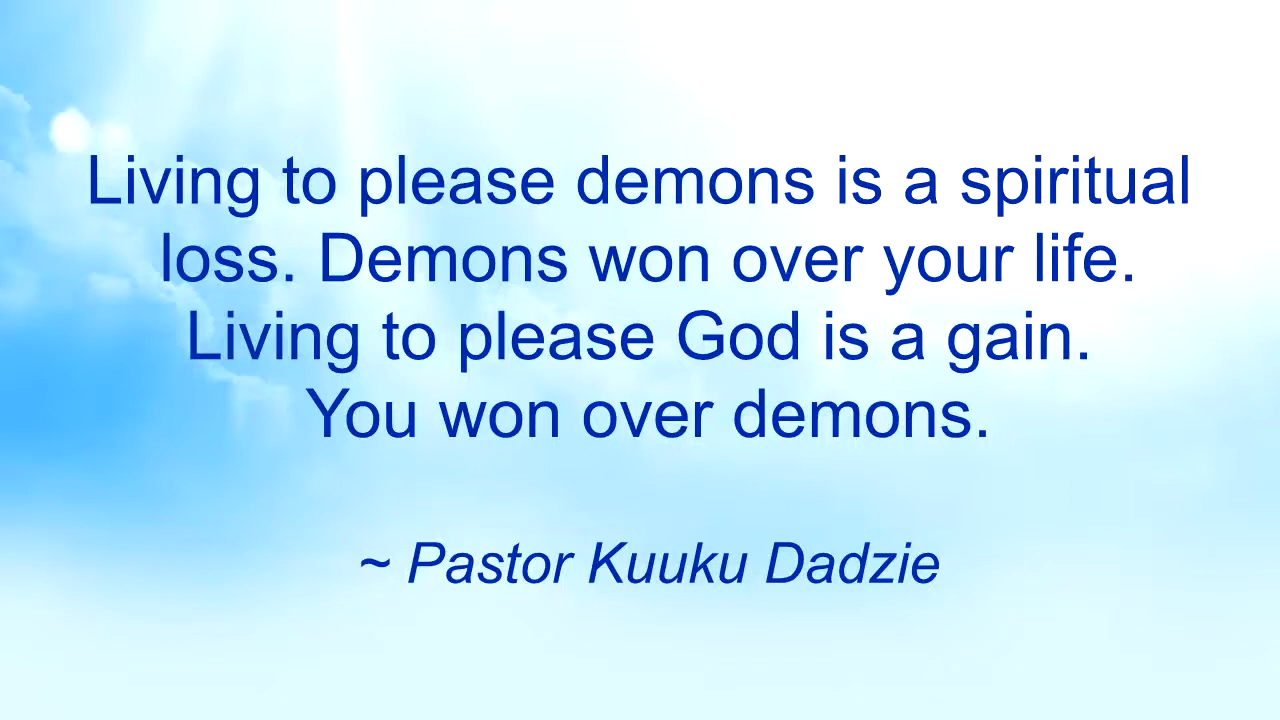 Living to please demons is a spiritual
loss. Demons won over your life.
Living to please God is a gain.
You won over demons.
~ Pastor Kuuku Dadzie